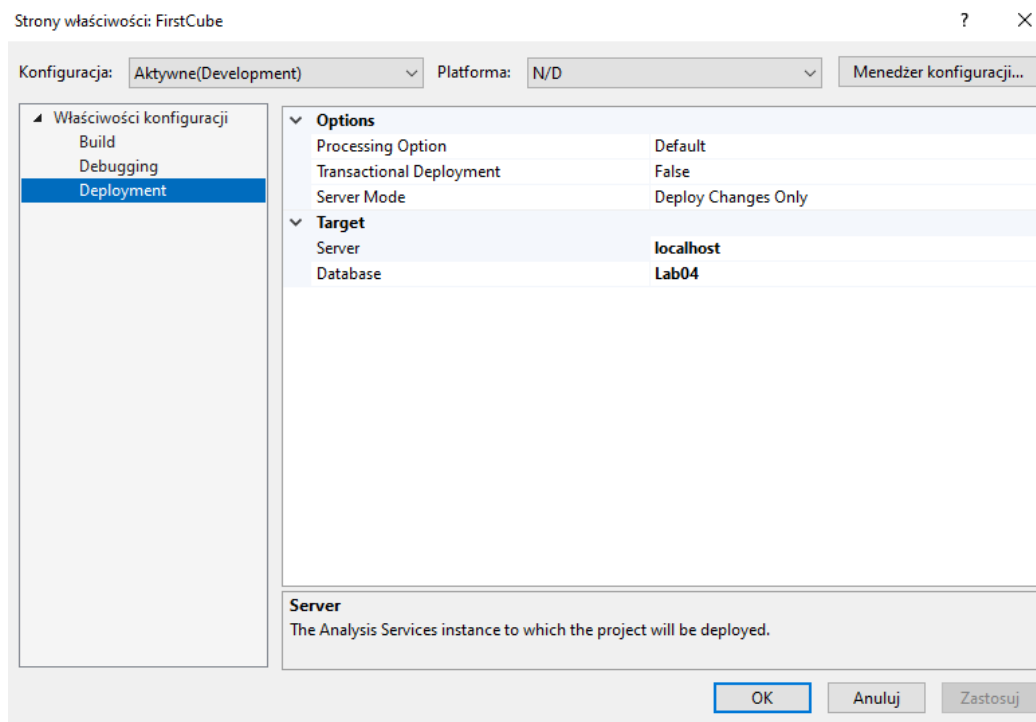 Strony właściwości: FirstCube
?
Konfiguracja: Aktywne(Development) Platforma: N/D Menedżer konfiguracji...
Właściwości konfiguracji
Build
Debugging
Deployment
Options
Processing Option Default
Transactional Deployment False
Server Mode Deploy Changes Only
Target
Server localhost
Database Lab04
Server
The Analysis Services instance to which the project will be deployed.
OK Anuluj Zastosuj